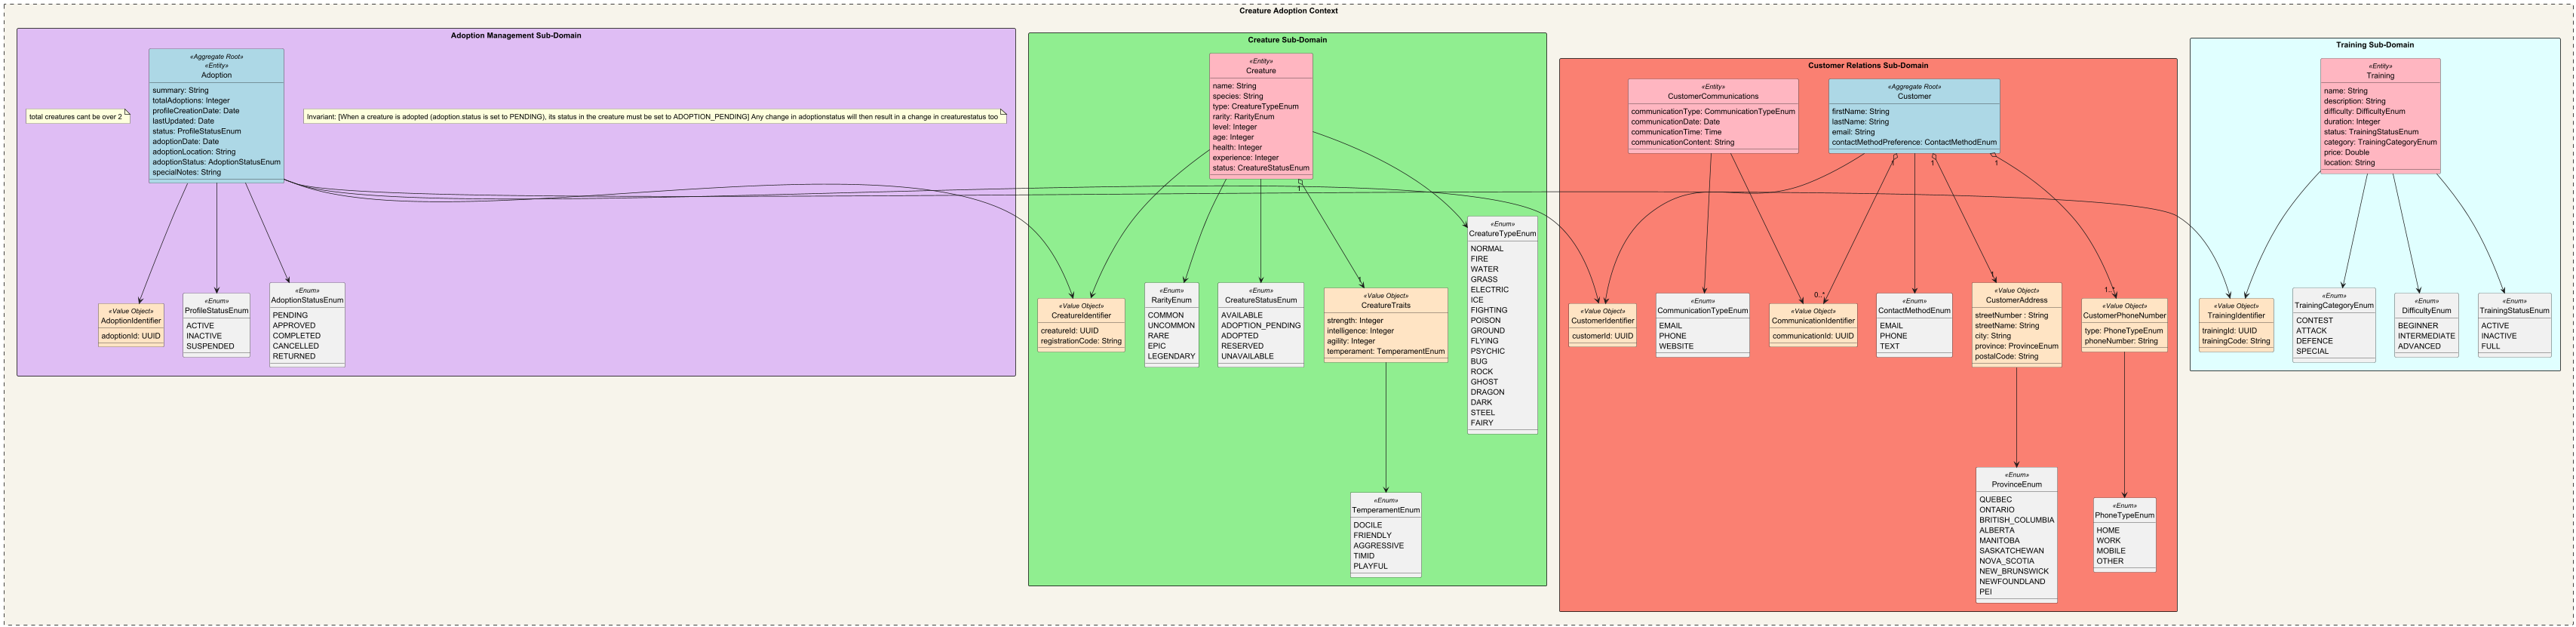 Creature Adoption Context
Adoption Management Sub-Domain
«Aggregate Root»
«Entity»
Adoption
summary: String
totalAdoptions: Integer
profileCreationDate: Date
lastUpdated: Date
status: ProfileStatusEnum
adoptionDate: Date
adoptionLocation: String
adoptionStatus: AdoptionStatusEnum
specialNotes: String
total creatures cant be over 2
Invariant: [When a creature is adopted (adoption.status is set to PENDING), its status in the creature must be set to ADOPTION_PENDING] Any change in adoptionstatus will then result in a change in creaturestatus too
«Value Object»
AdoptionIdentifier
adoptionId: UUID
«Enum»
ProfileStatusEnum
ACTIVE
INACTIVE
SUSPENDED
«Enum»
AdoptionStatusEnum
PENDING
APPROVED
COMPLETED
CANCELLED
RETURNED
Creature Sub-Domain
«Entity»
Creature
name: String
species: String
type: CreatureTypeEnum
rarity: RarityEnum
level: Integer
age: Integer
health: Integer
experience: Integer
status: CreatureStatusEnum
1
1
«Value Object»
CreatureIdentifier
creatureId: UUID
registrationCode: String
«Enum»
RarityEnum
COMMON
UNCOMMON
RARE
EPIC
LEGENDARY
«Enum»
CreatureStatusEnum
AVAILABLE
ADOPTION_PENDING
ADOPTED
RESERVED
UNAVAILABLE
«Value Object»
CreatureTraits
strength: Integer
intelligence: Integer
agility: Integer
temperament: TemperamentEnum
«Enum»
CreatureTypeEnum
NORMAL
FIRE
WATER
GRASS
ELECTRIC
ICE
FIGHTING
POISON
GROUND
FLYING
PSYCHIC
BUG
ROCK
GHOST
DRAGON
DARK
STEEL
FAIRY
«Enum»
TemperamentEnum
DOCILE
FRIENDLY
AGGRESSIVE
TIMID
PLAYFUL
Customer Relations Sub-Domain
«Entity»
CustomerCommunications
communicationType: CommunicationTypeEnum
communicationDate: Date
communicationTime: Time
communicationContent: String
«Aggregate Root»
Customer
firstName: String
lastName: String
email: String
contactMethodPreference: ContactMethodEnum
1
1
1
0..*
1
1..*
«Value Object»
CustomerIdentifier
customerId: UUID
«Enum»
CommunicationTypeEnum
EMAIL
PHONE
WEBSITE
«Value Object»
CommunicationIdentifier
communicationId: UUID
«Enum»
ContactMethodEnum
EMAIL
PHONE
TEXT
«Value Object»
CustomerAddress
streetNumber : String
streetName: String
city: String
province: ProvinceEnum
postalCode: String
«Value Object»
CustomerPhoneNumber
type: PhoneTypeEnum
phoneNumber: String
«Enum»
ProvinceEnum
QUEBEC
ONTARIO
BRITISH_COLUMBIA
ALBERTA
MANITOBA
SASKATCHEWAN
NOVA_SCOTIA
NEW_BRUNSWICK
NEWFOUNDLAND
PEI
«Enum»
PhoneTypeEnum
HOME
WORK
MOBILE
OTHER
Training Sub-Domain
«Entity»
Training
name: String
description: String
difficulty: DifficultyEnum
duration: Integer
status: TrainingStatusEnum
category: TrainingCategoryEnum
price: Double
location: String
«Value Object»
TrainingIdentifier
trainingId: UUID
trainingCode: String
«Enum»
TrainingCategoryEnum
CONTEST
ATTACK
DEFENCE
SPECIAL
«Enum»
DifficultyEnum
BEGINNER
INTERMEDIATE
ADVANCED
«Enum»
TrainingStatusEnum
ACTIVE
INACTIVE
FULL